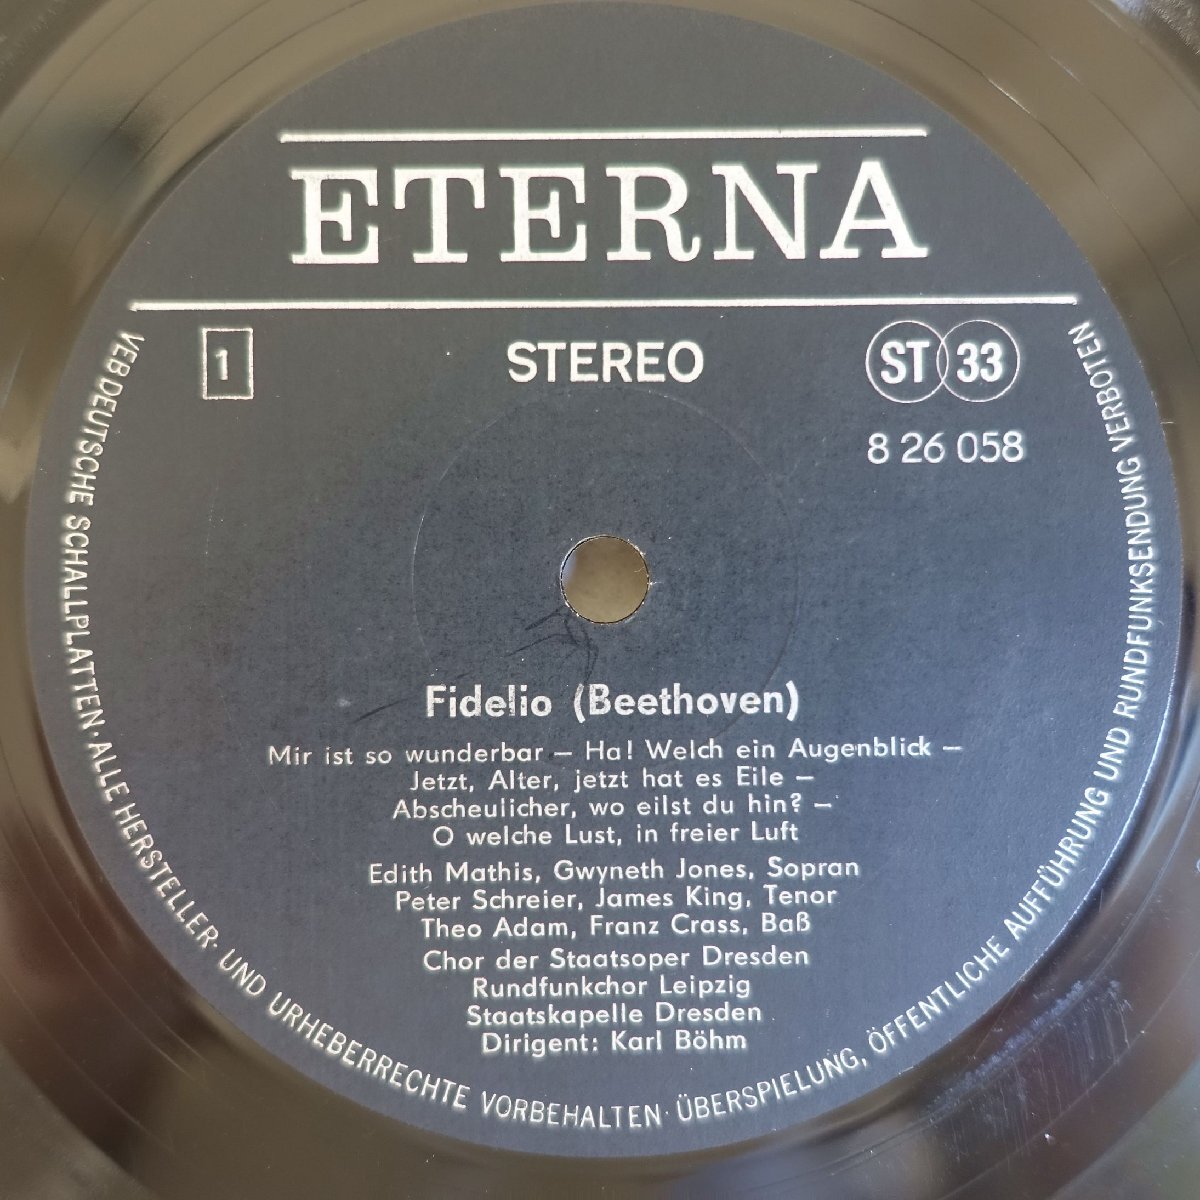 ETERNA
1
STEREO
ST 33
8 26 058
Fidelio (Beethoven)
Mir ist so wunderbar – Ha! Welch ein Augenblick –
Jetzt, Alter, jetzt hat es Eile –
Abscheulicher, wo eilst du hin? –
O welche Lust, in freier Luft
Edith Mathis, Gwyneth Jones, Sopran
Peter Schreier, James King, Tenor
Theo Adam, Franz Crass, Baß
Chor der Staatsoper Dresden
Rundfunkchor Leipzig
Staatskapelle Dresden
Dirigent: Karl Böhm
VEB DEUTSCHE SCHALLPLATTEN · ALLE HERSTELLER- UND URHEBERRECHTE VORBEHALTEN · ÜBERSPIELUNG, ÖFFENTLICHE AUFFÜHRUNG UND RUNDFUNKSENDUNG VERBOTEN